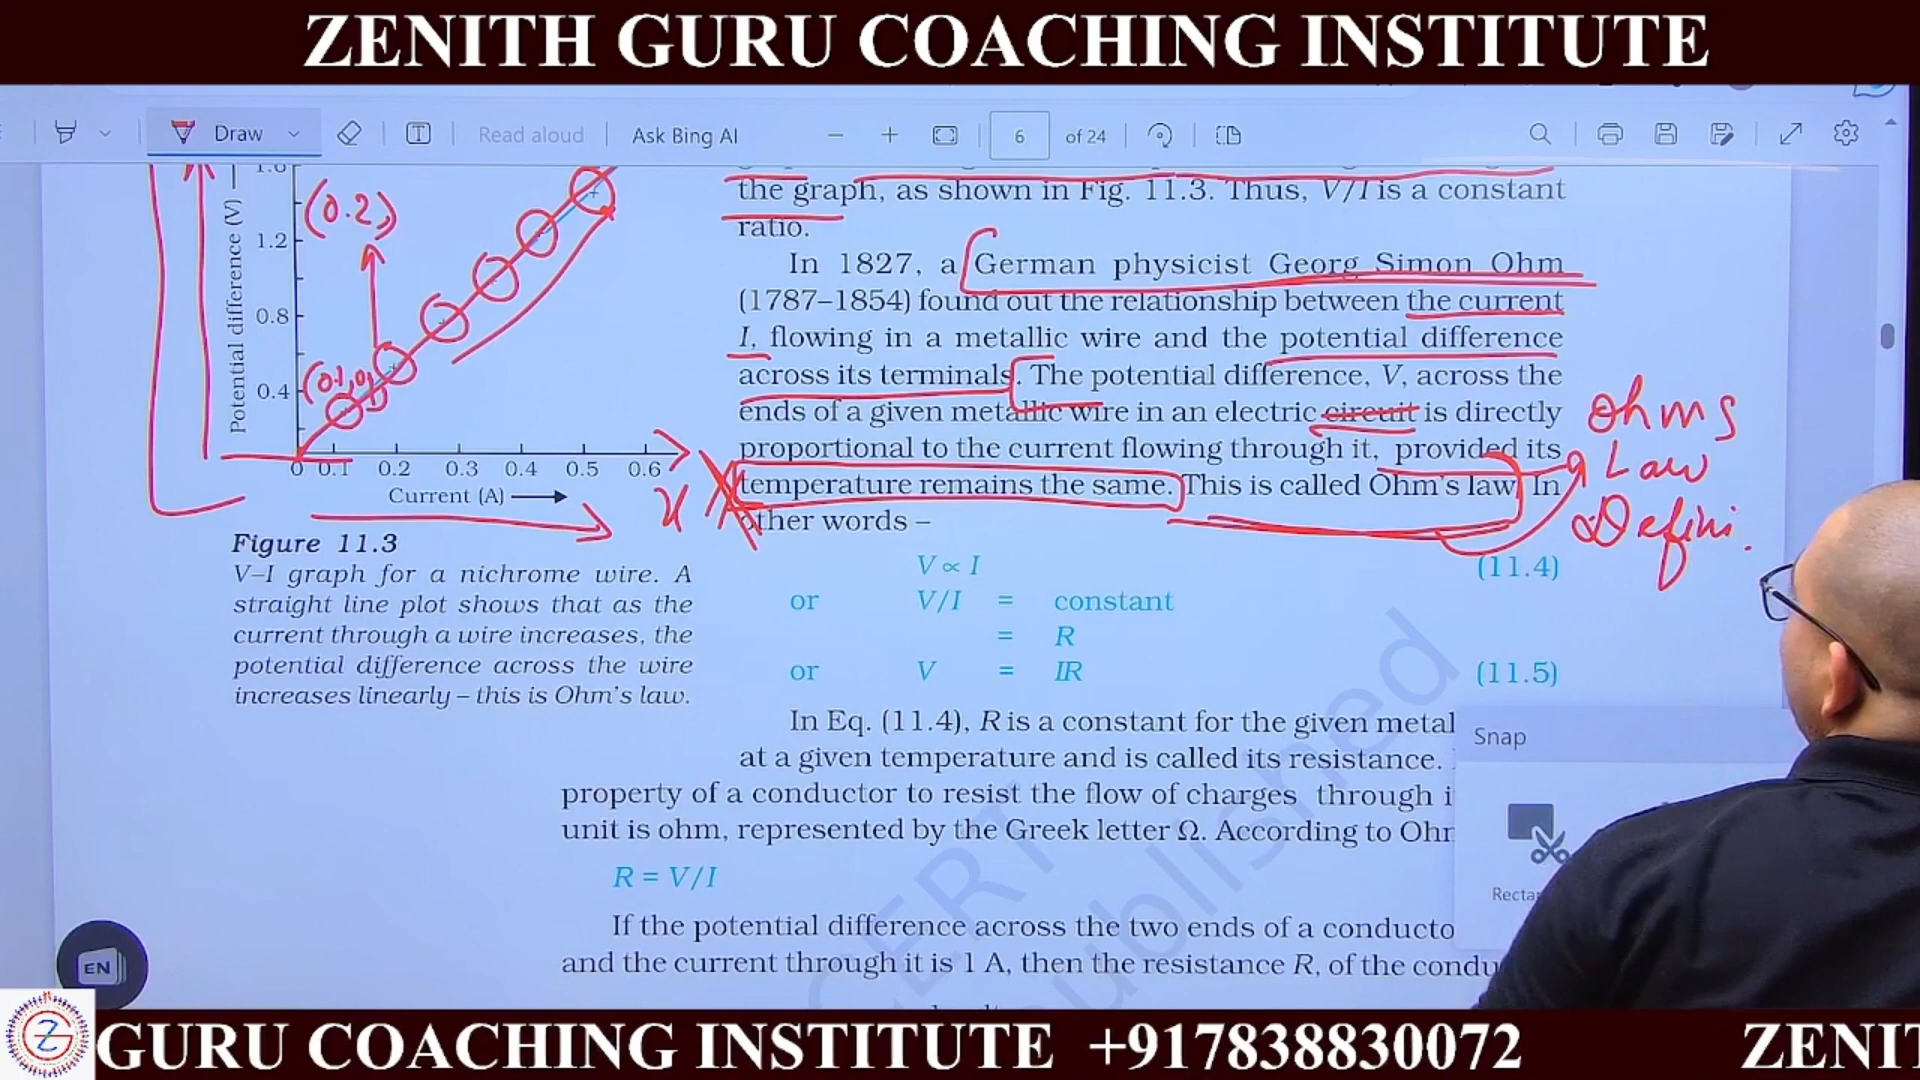 ZENITH GURU COACHING INSTITUTE
Draw
Read aloud
Ask Bing AI
6 of 24
1.6
1.2
0.8
0.4
0 0.1 0.2 0.3 0.4 0.5 0.6
Potential difference (V)
Current (A)
(0.2,)
x
Figure 11.3
V–I graph for a nichrome wire. A
straight line plot shows that as the
current through a wire increases, the
potential difference across the wire
increases linearly – this is Ohm's law.
the graph, as shown in Fig. 11.3. Thus, V/I is a constant
ratio.
In 1827, a German physicist Georg Simon Ohm
(1787–1854) found out the relationship between the current
I, flowing in a metallic wire and the potential difference
across its terminals. The potential difference, V, across the
ends of a given metallic wire in an electric circuit is directly
proportional to the current flowing through it, provided its
temperature remains the same. This is called Ohm's law. In
other words –
Ohms
Law
Defini.
V ∝ I (11.4)
or V/I = constant
= R
or V = IR (11.5)
In Eq. (11.4), R is a constant for the given metal
at a given temperature and is called its resistance.
property of a conductor to resist the flow of charges through i
unit is ohm, represented by the Greek letter Ω. According to Ohm
R = V/I
If the potential difference across the two ends of a conducto
and the current through it is 1 A, then the resistance R, of the condu
Snap
Recta
EN
GURU COACHING INSTITUTE +917838830072 ZENIT